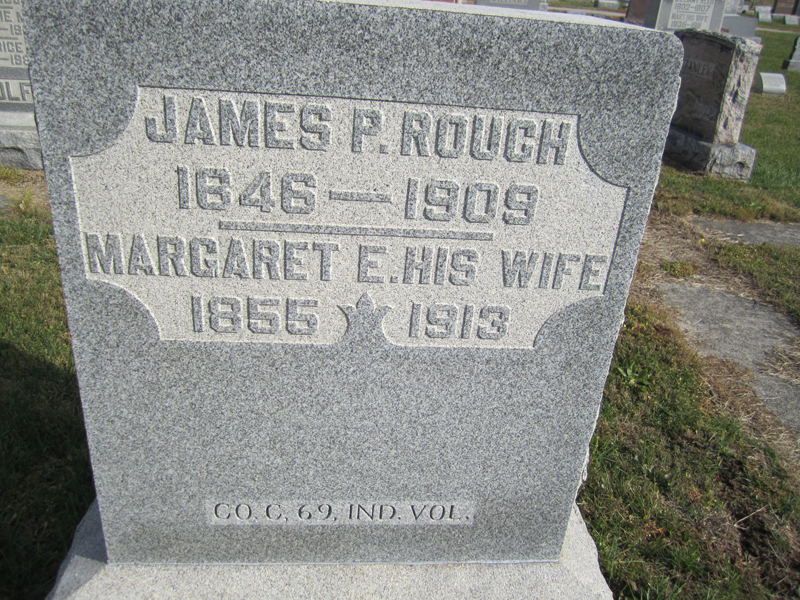 JAMES P. ROUCH
1846 — 1909
MARGARET E. HIS WIFE
1855 1913
CO. C, 69, IND. VOL.